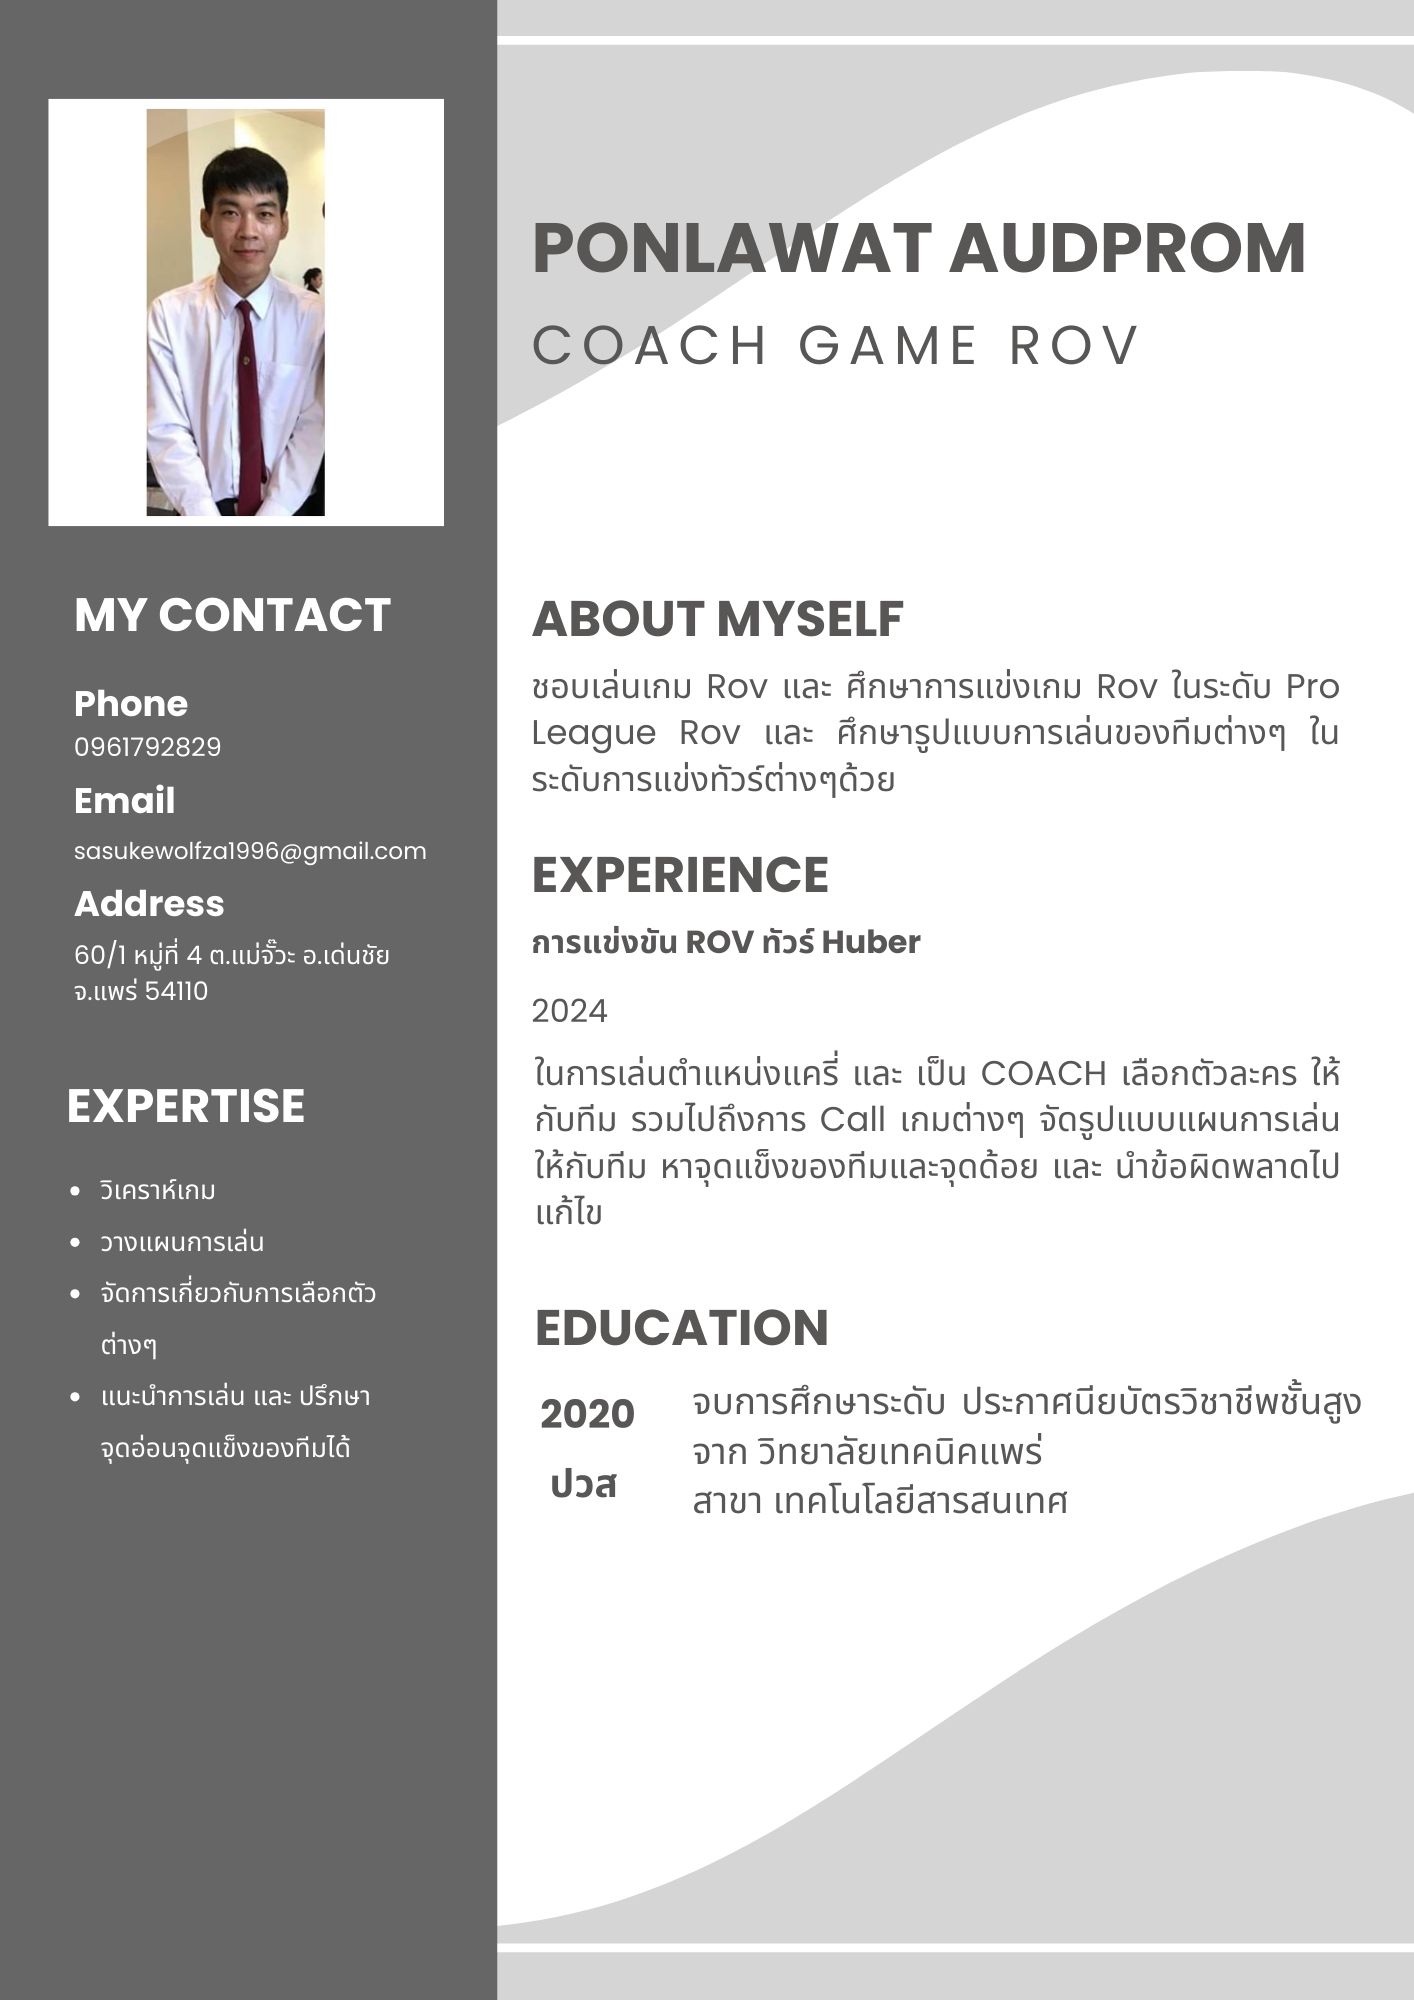 PONLAWAT AUDPROM
COACH GAME ROV
MY CONTACT
Phone
0961792829
Email
sasukewolfza1996@gmail.com
Address
60/1 หมู่ที่ 4 ต.แม่จั๊วะ อ.เด่นชัย
จ.แพร่ 54110
EXPERTISE
วิเคราห์เกม
วางแผนการเล่น
จัดการเกี่ยวกับการเลือกตัว
ต่างๆ
แนะนำการเล่น และ ปรึกษา
จุดอ่อนจุดแข็งของทีมได้
ABOUT MYSELF
ชอบเล่นเกม Rov และ ศึกษาการแข่งเกม Rov ในระดับ Pro
League Rov และ ศึกษารูปแบบการเล่นของทีมต่างๆ ใน
ระดับการแข่งทัวร์ต่างๆด้วย
EXPERIENCE
การแข่งขัน ROV ทัวร์ Huber
2024
ในการเล่นตำแหน่งแครี่ และ เป็น COACH เลือกตัวละคร ให้
กับทีม รวมไปถึงการ Call เกมต่างๆ จัดรูปแบบแผนการเล่น
ให้กับทีม หาจุดแข็งของทีมและจุดด้อย และ นำข้อผิดพลาดไป
แก้ไข
EDUCATION
2020
ปวส
จบการศึกษาระดับ ประกาศนียบัตรวิชาชีพชั้นสูง
จาก วิทยาลัยเทคนิคแพร่
สาขา เทคโนโลยีสารสนเทศ